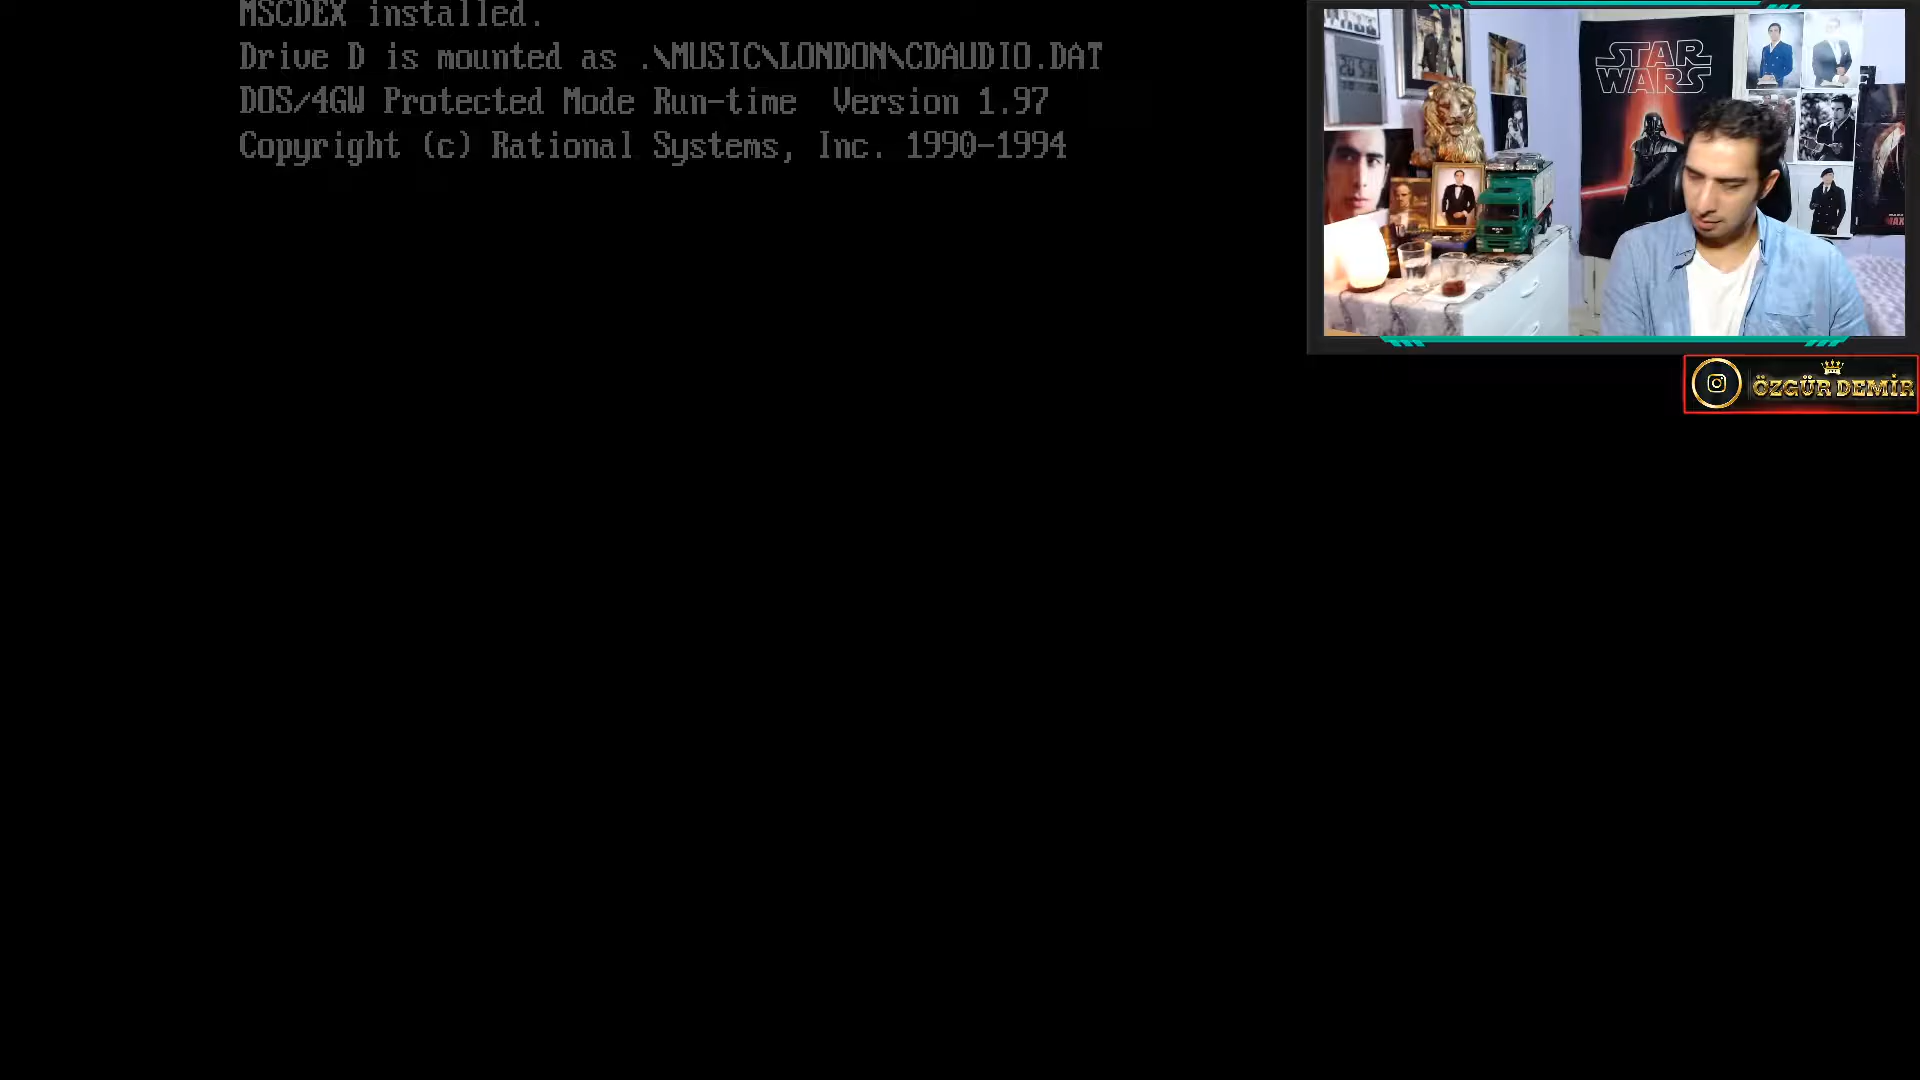 MSCDEX installed.
Drive D is mounted as .\MUSIC\LONDON\CDAUDIO.DAT
DOS/4GW Protected Mode Run-time  Version 1.97
Copyright (c) Rational Systems, Inc. 1990-1994
STAR
WARS
ÖZGÜR DEMİR